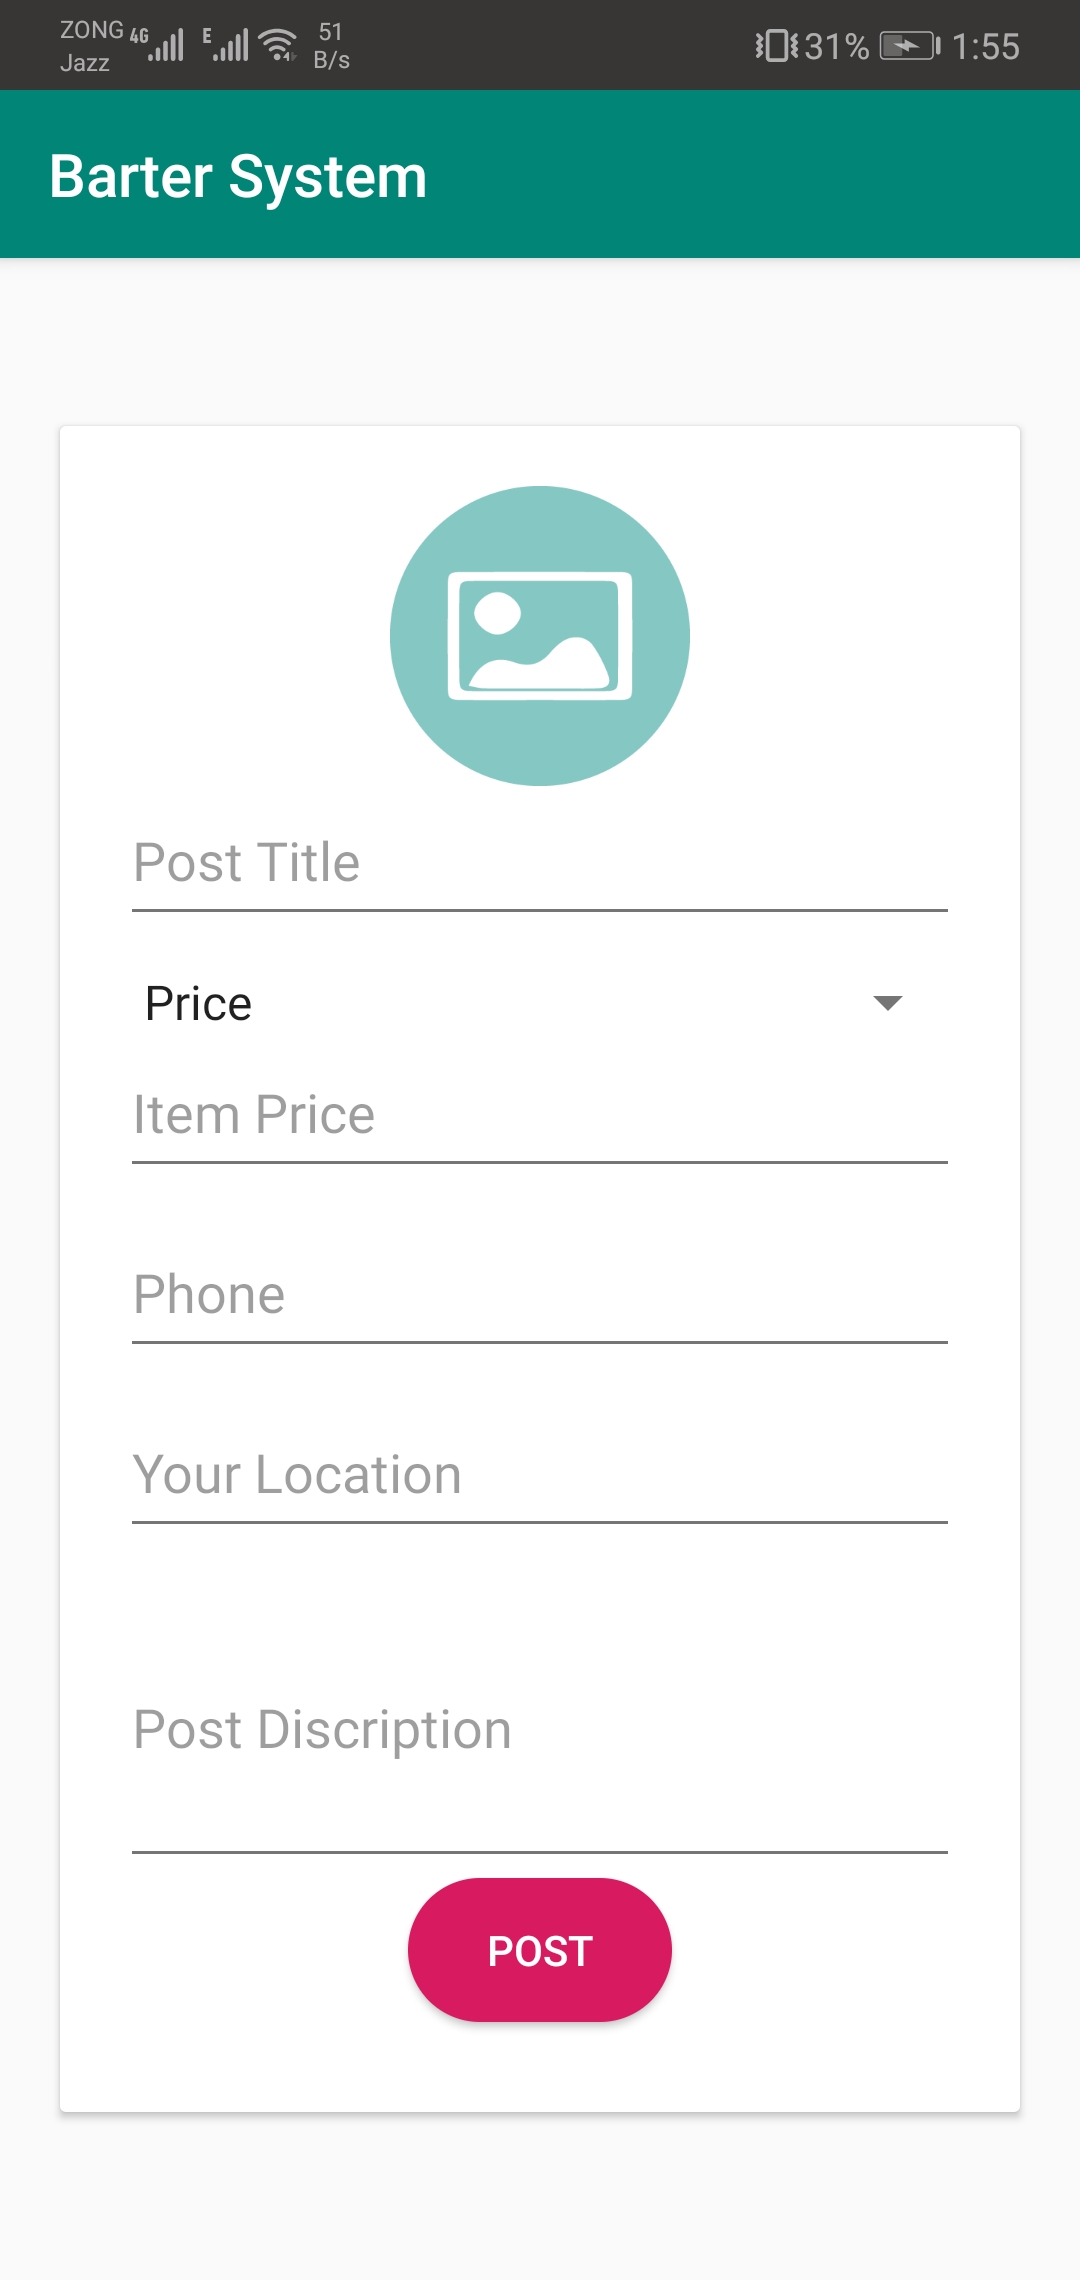 ZONG 4G E 51
Jazz B/s 31% 1:55
Barter System
Post Title
Price
Item Price
Phone
Your Location
Post Discription
POST